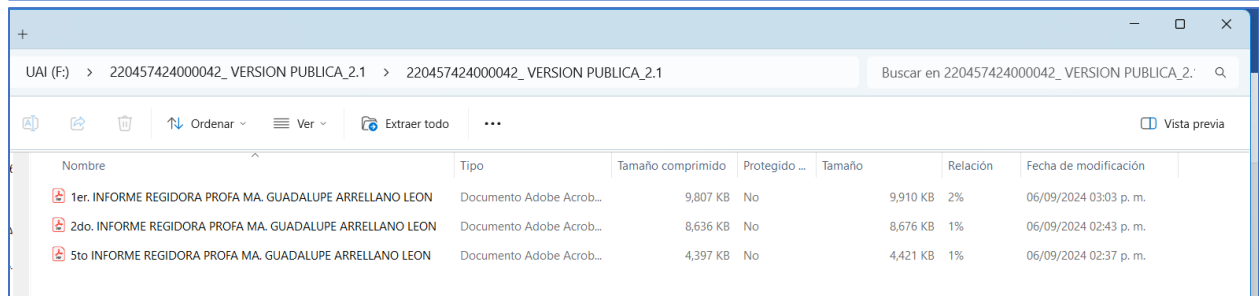 UAI (F:) > 220457424000042_ VERSION PUBLICA_2.1 > 220457424000042_ VERSION PUBLICA_2.1 Buscar en 220457424000042_ VERSION PUBLICA_2.
Ordenar Ver Extraer todo ... Vista previa
Nombre Tipo Tamaño comprimido Protegido ... Tamaño Relación Fecha de modificación
1er. INFORME REGIDORA PROFA MA. GUADALUPE ARRELLANO LEON Documento Adobe Acrob... 9,807 KB No 9,910 KB 2% 06/09/2024 03:03 p. m.
2do. INFORME REGIDORA PROFA MA. GUADALUPE ARRELLANO LEON Documento Adobe Acrob... 8,636 KB No 8,676 KB 1% 06/09/2024 02:43 p. m.
5to INFORME REGIDORA PROFA MA. GUADALUPE ARRELLANO LEON Documento Adobe Acrob... 4,397 KB No 4,421 KB 1% 06/09/2024 02:37 p. m.